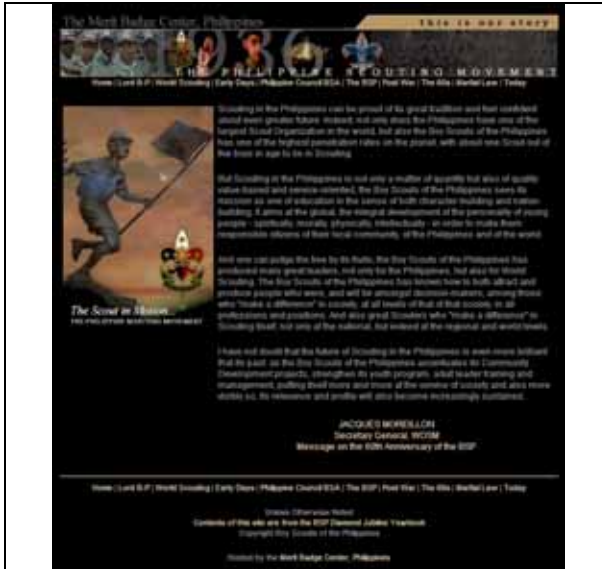 The Merit Badge Center, Philippines
this is our story
1936
THE PHILIPPINE SCOUTING MOVEMENT
Home | Lord B-P | World Scouting | Early Days | Philippine Council BSA | The BSP | Post War | The 60s | Martial Law | Today
Scouting in the Philippines can be proud of its great tradition and feel confident
about even greater future. Indeed, not only does the Philippines have one of the
largest Scout Organization in the world, but also the Boy Scouts of the Philippines
has one of the highest penetration rates on the planet, with about one Scout out of
the boys in age to be in Scouting.
But Scouting in the Philippines is not only a matter of quantity but also of quality
value-based and service-oriented, the Boy Scouts of the Philippines sees its
mission as one of education in the sense of both character building and nation-
building. It aims at the global, the integral development of the personality of young
people - spiritually, morally, physically, intellectually - in order to make them
responsible citizens of their local community, of the Philippines and of the world.
And one can judge the tree by its fruits, the Boy Scouts of the Philippines has
produced many great leaders, not only for the Philippines, but also for World
Scouting. The Boy Scouts of the Philippines has known how to both attract and
produce people who were, and will be amongst decision-makers, among those
who "make a difference" in society, at all levels of that of that society, in all
professions and positions. And also great Scouters who "make a difference" in
Scouting itself, not only at the national, but indeed at the regional and world levels.
I have not doubt that the future of Scouting in the Philippines is even more brilliant
that its past, as the Boy Scouts of the Philippines accentuates its Community
Development projects, strengthen its youth program, adult leader training and
management, putting itself more and more at the service of society and also more
visibly so, its relevance and profile will also become increasingly sustained.
The Scout in Motion...
THE PHILIPPINE SCOUTING MOVEMENT
JACQUES MOREILLON
Secretary General, WOSM
Message on the 60th Anniversary of the BSP
Home | Lord B-P | World Scouting | Early Days | Philippine Council BSA | The BSP | Post War | The 60s | Martial Law | Today
Unless Otherwise Noted
Contents of this site are from the BSP Diamond Jubilee Yearbook
Copyright Boy Scouts of the Philippines
Hosted by the Merit Badge Center, Philippines